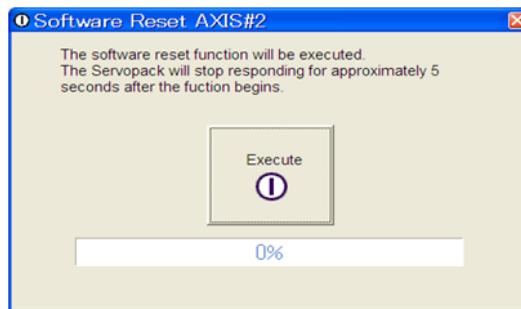 Software Reset AXIS#2
The software reset function will be executed.
The Servopack will stop responding for approximately 5
seconds after the fuction begins.
Execute
0%